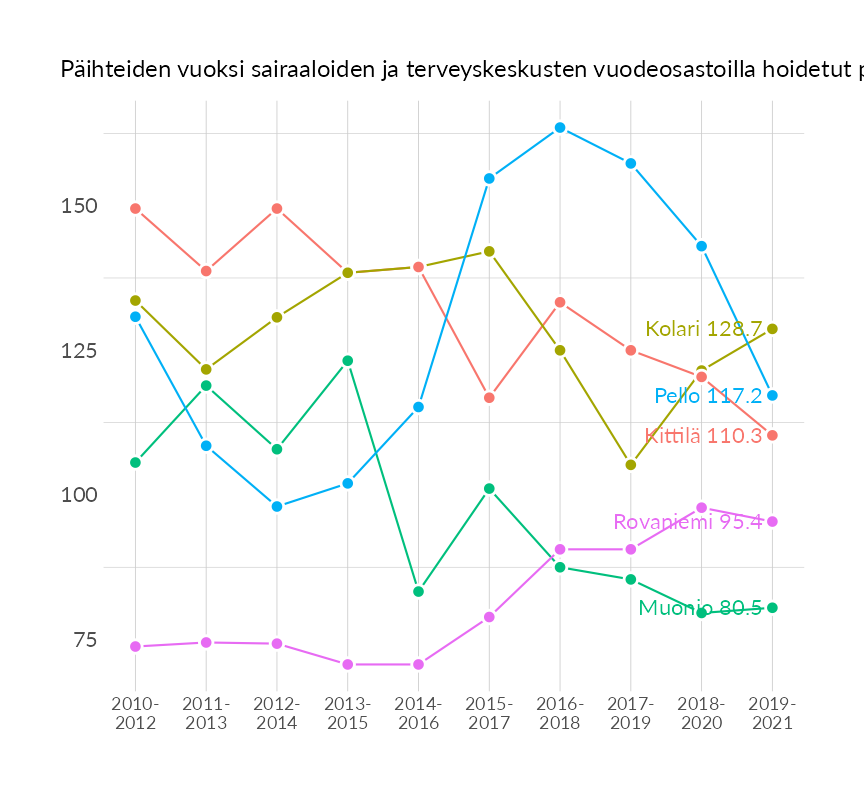 Päihteiden vuoksi sairaaloiden ja terveyskeskusten vuodeosastoilla hoidetut
150
125
100
75
Kolari 128.7
Pello 117.2
Kittilä 110.3
Rovaniemi 95.4
Muonio 80.5
2010- 2011- 2012- 2013- 2014- 2015- 2016- 2017- 2018- 2019-
2012 2013 2014 2015 2016 2017 2018 2019 2020 2021